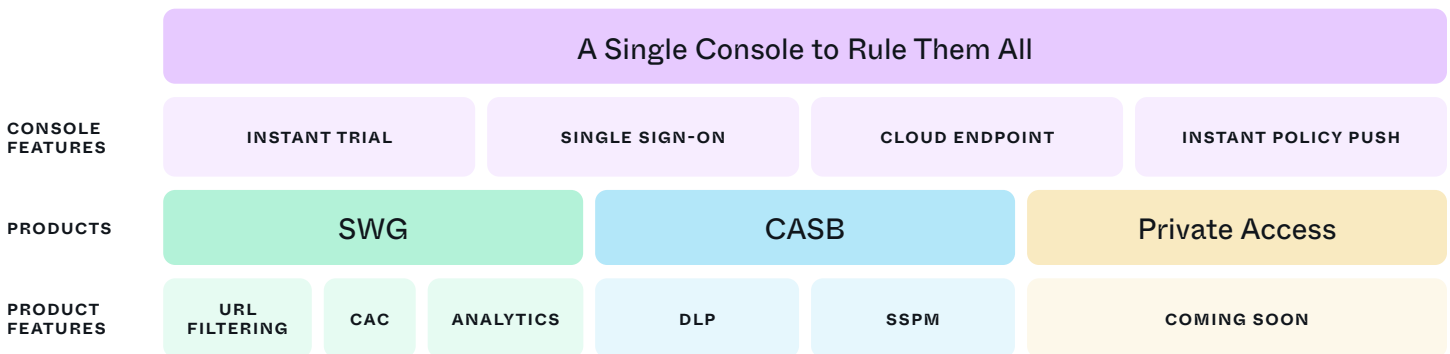 A Single Console to Rule Them All
CONSOLE
FEATURES
INSTANT TRIAL
SINGLE SIGN-ON
CLOUD ENDPOINT
INSTANT POLICY PUSH
PRODUCTS
SWG
CASB
Private Access
PRODUCT
FEATURES
URL
FILTERING
CAC
ANALYTICS
DLP
SSPM
COMING SOON